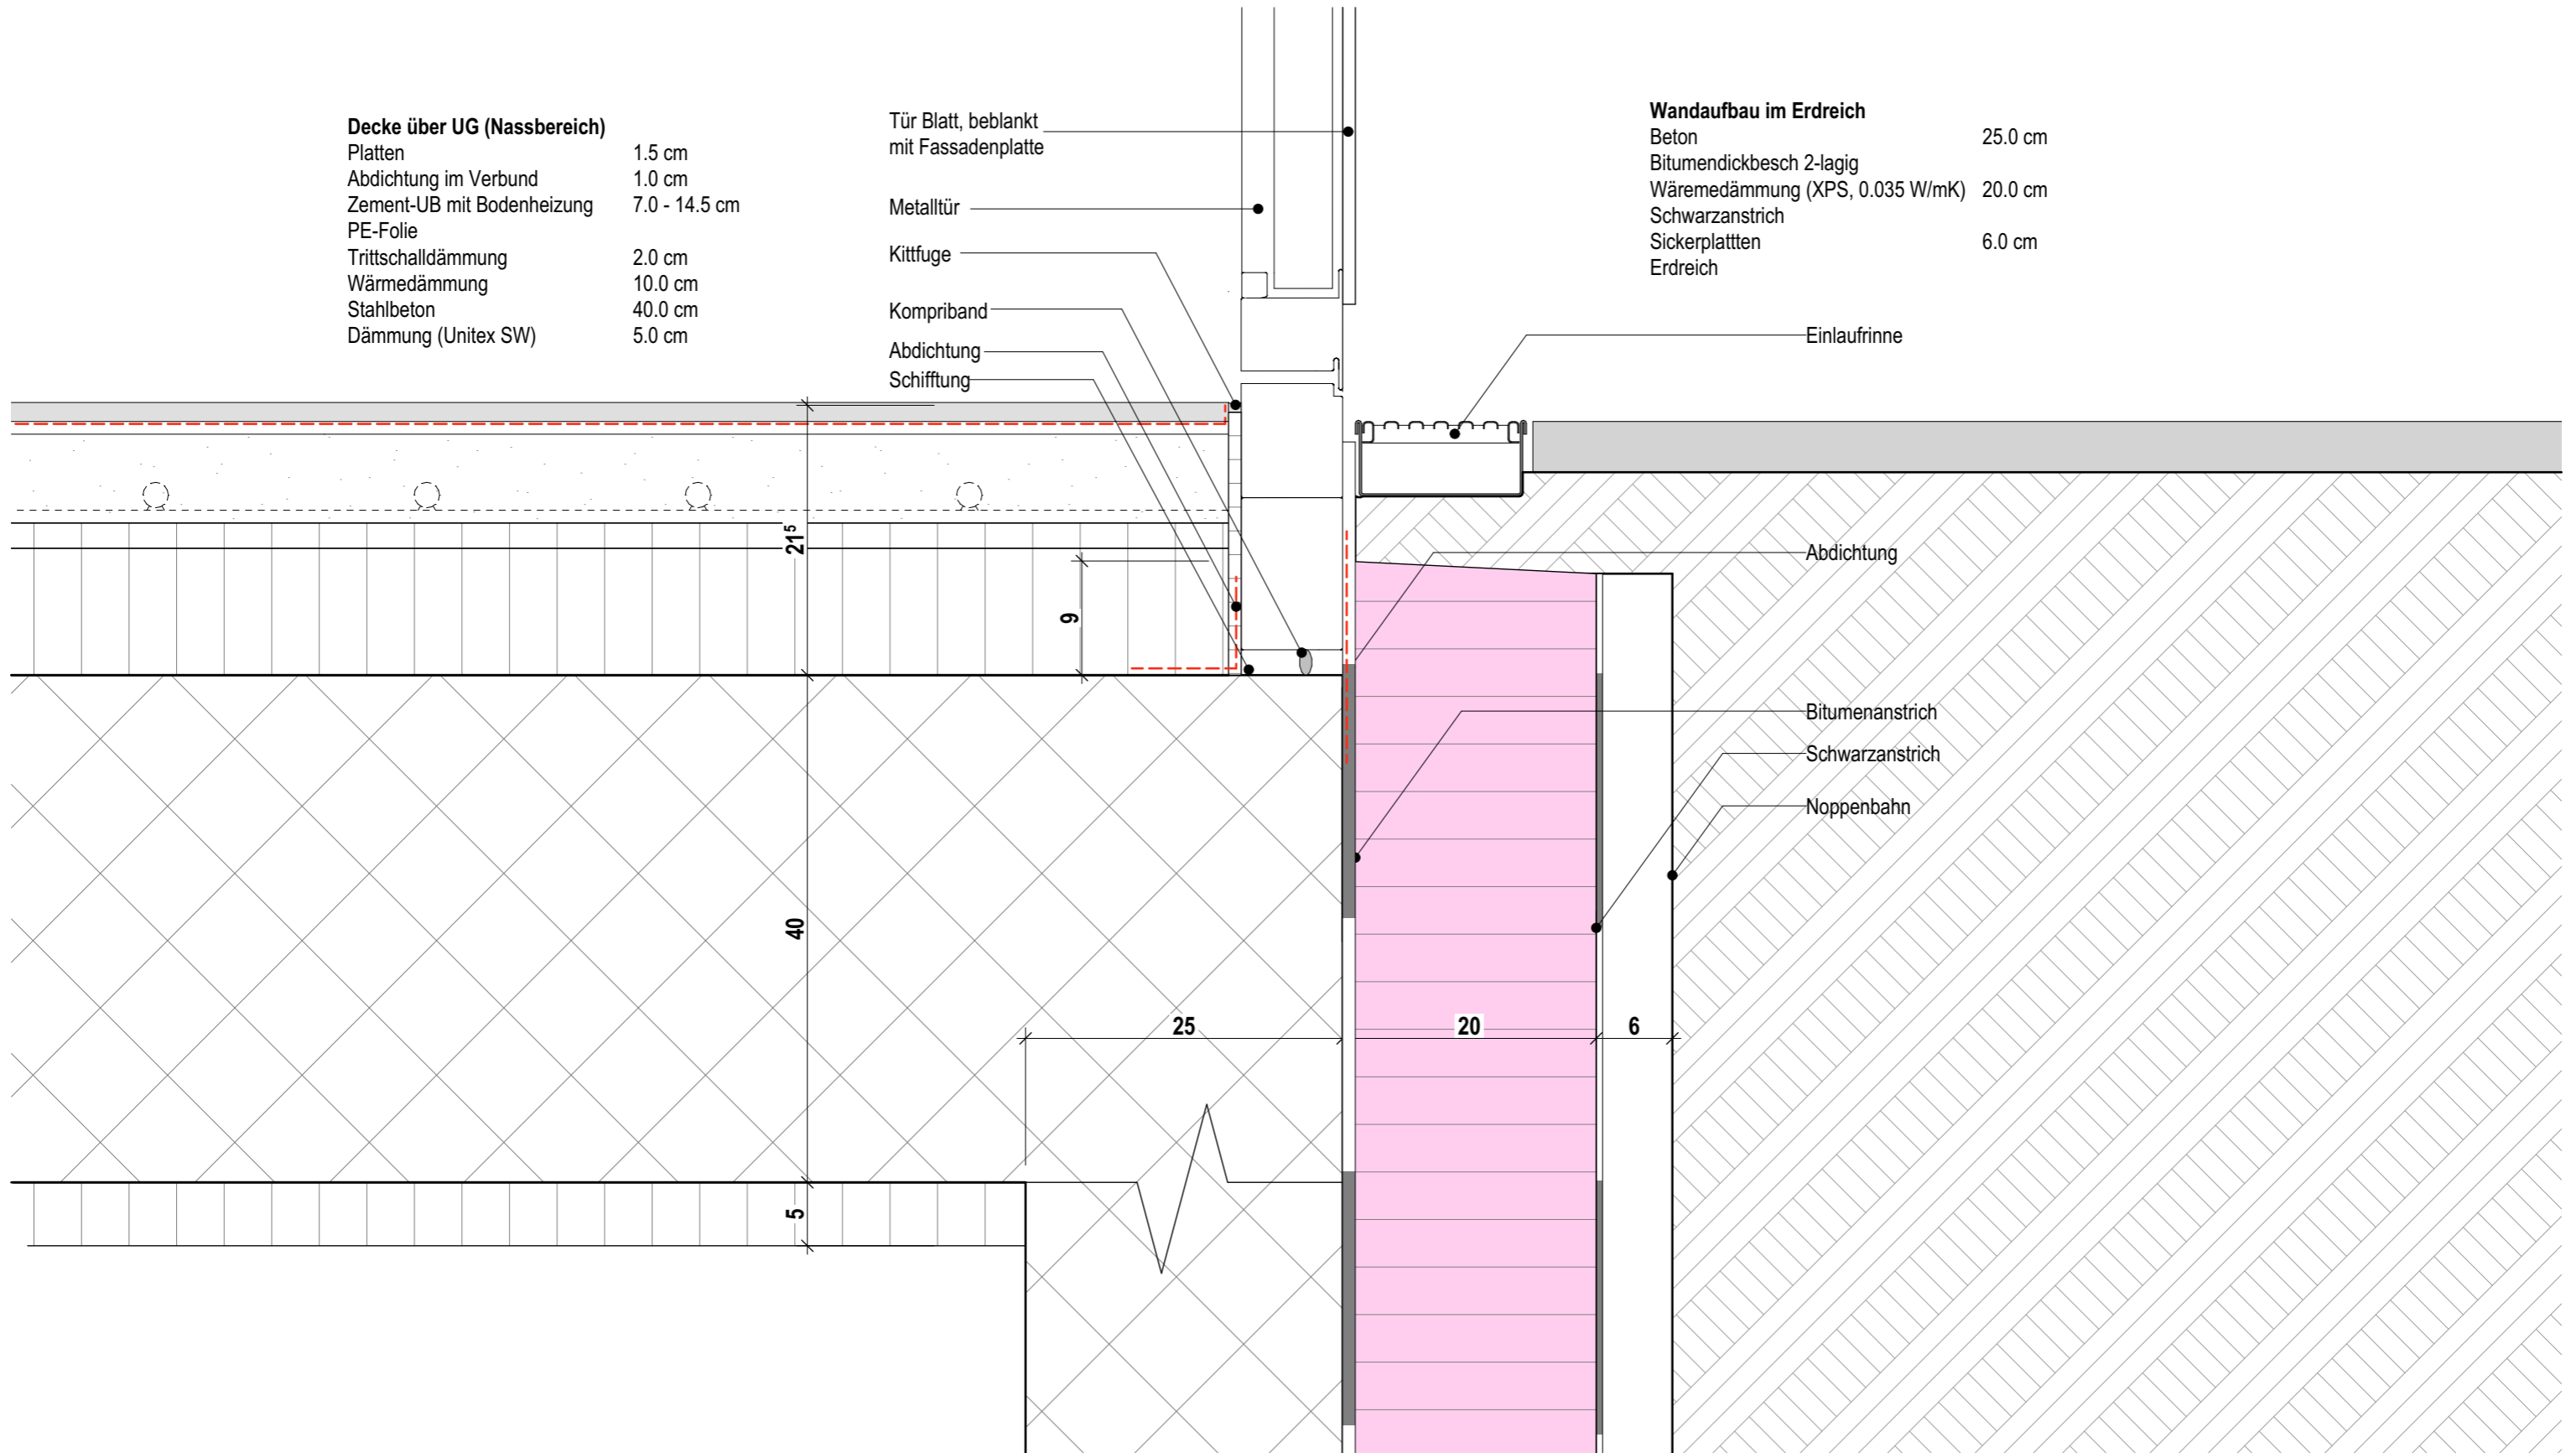 Decke über UG (Nassbereich)
Platten 1.5 cm
Abdichtung im Verbund 1.0 cm
Zement-UB mit Bodenheizung 7.0 - 14.5 cm
PE-Folie
Trittschalldämmung 2.0 cm
Wärmedämmung 10.0 cm
Stahlbeton 40.0 cm
Dämmung (Unitex SW) 5.0 cm
Tür Blatt, beblankt
mit Fassadenplatte
Metalltür
Kittfuge
Kompriband
Abdichtung
Schifftung
Wandaufbau im Erdreich
Beton 25.0 cm
Bitumendickbesch 2-lagig
Wäremedämmung (XPS, 0.035 W/mK) 20.0 cm
Schwarzanstrich
Sickerplattten 6.0 cm
Erdreich
Einlaufrinne
Abdichtung
Bitumenanstrich
Schwarzanstrich
Noppenbahn
21⁵
9
40
5
25
20
6